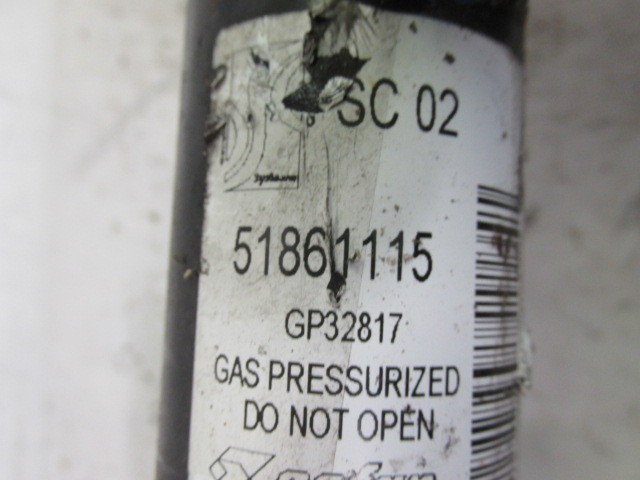 SC 02
51861115
GP32817
GAS PRESSURIZED
DO NOT OPEN